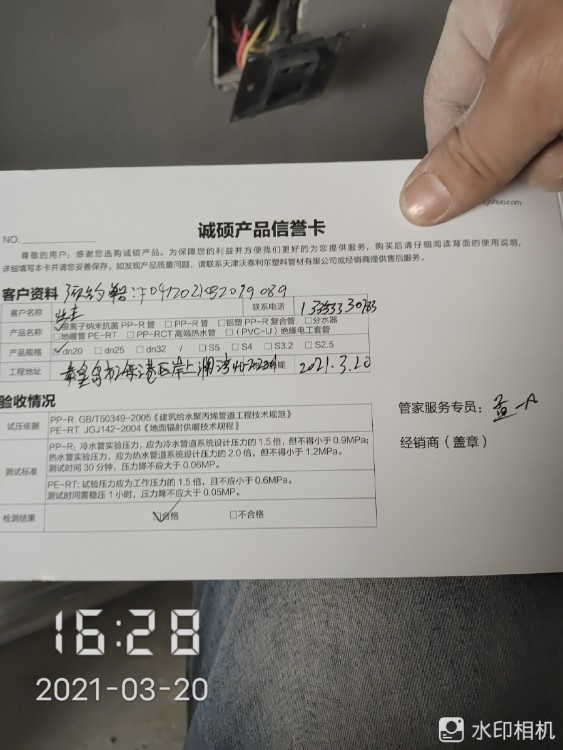 诚硕产品信誉卡
NO.
尊敬的用户：感谢您选购诚硕产品。为保障您的利益并方便我们更好的为您提供服务，购买后请仔细阅读背面的使用说明，
详细填写本卡并请您妥善保存。如发现产品质量问题，请联系天津沃泰利尔塑料管材有限公司或经销商提供售后服务。
客户资料
客户名称 联系电话
产品名称 银离子纳米抗菌 PP-R 管 □ PP-R 管 □ 铝塑 PP-R 复合管 □ 分水器
□ 地暖管 PE-RT □ PP-RCT 高端热水管 □ (PVC-U) 绝缘电工套管
产品规格 dn20 □ dn25 □ dn32 / □ S5 □ S4 □ S3.2 □ S2.5
工程地址 2021.3.20
验收情况
试压依据 PP-R GB/T50349-2005《建筑给水聚丙烯管道工程技术规范》
PE-RT JGJ142-2004《地面辐射供暖技术规程》
测试标准 PP-R：冷水管实验压力，应为冷水管道系统设计压力的 1.5 倍，但不得小于 0.9MPa；
热水管实验压力，应为热水管道系统设计压力的 2.0 倍，但不得小于 1.2MPa。
测试时间 30 分钟，压力降不应大于 0.06MP。
PE-RT: 试验压力应为工作压力的 1.5 倍，且不应小于 0.6MPa。
测试时间需稳压 1 小时，压力降不应大于 0.05MP。
检测结果 □合格 □不合格
管家服务专员：
经销商（盖章）
16:28
2021-03-20
水印相机